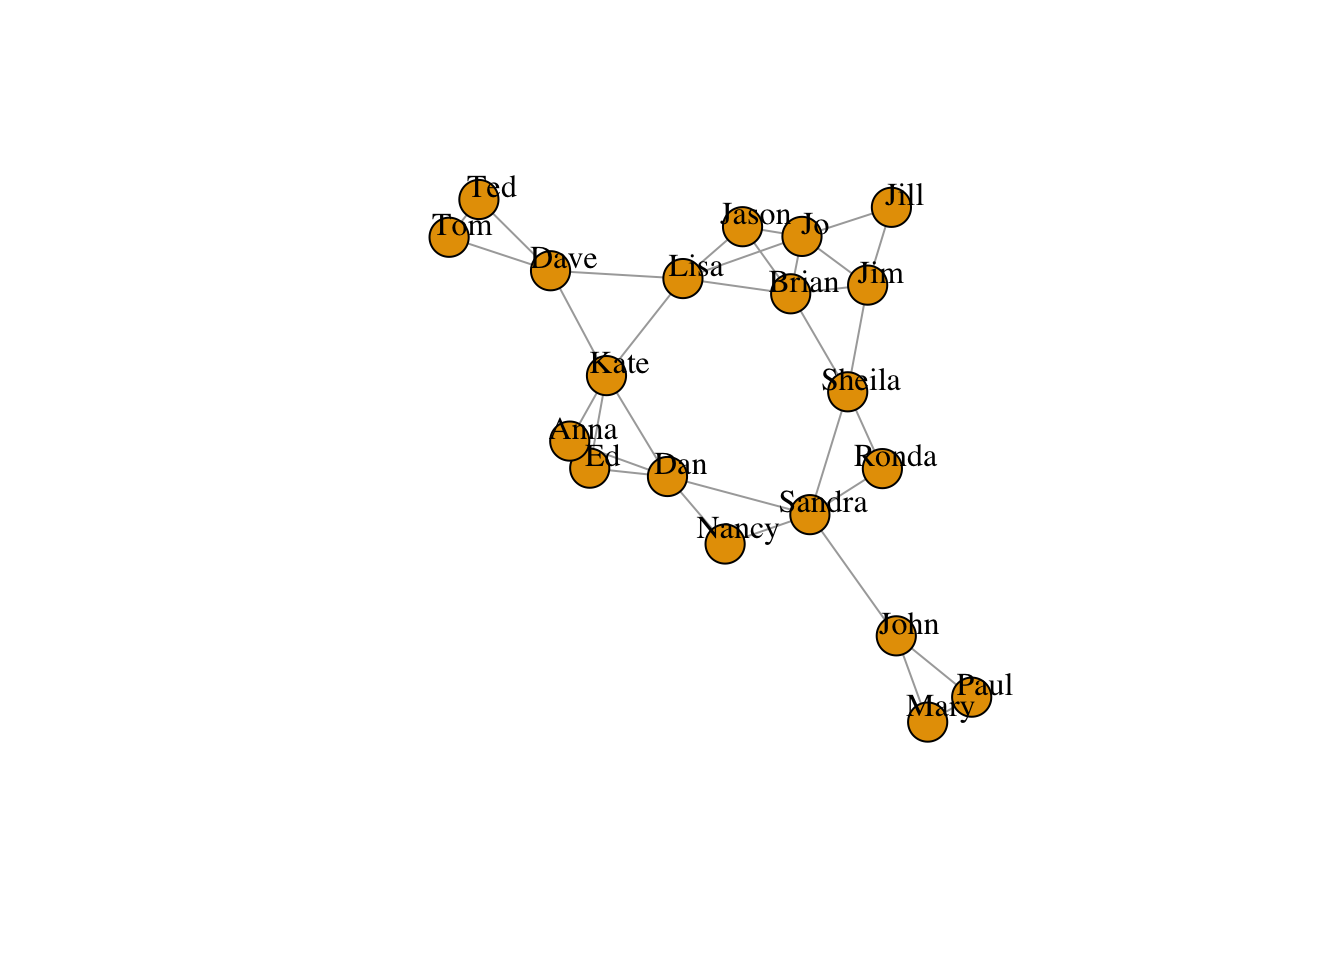 Ted
Jill
Jason
Jo
Tom
Dave
Lisa
Jim
Brian
Kate
Sheila
Anna
Ed
Dan
Ronda
Sandra
Nancy
John
Paul
Mary